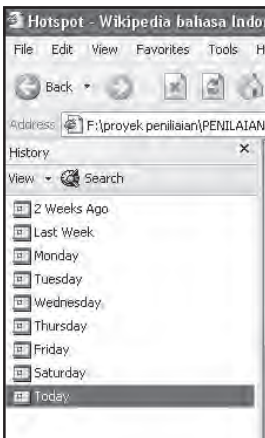 Hotspot - Wikipedia bahasa Indo
File Edit View Favorites Tools H
Back
Address F:\proyek peniliaian\PENILAIAN
History ×
View Search
2 Weeks Ago
Last Week
Monday
Tuesday
Wednesday
Thursday
Friday
Saturday
Today